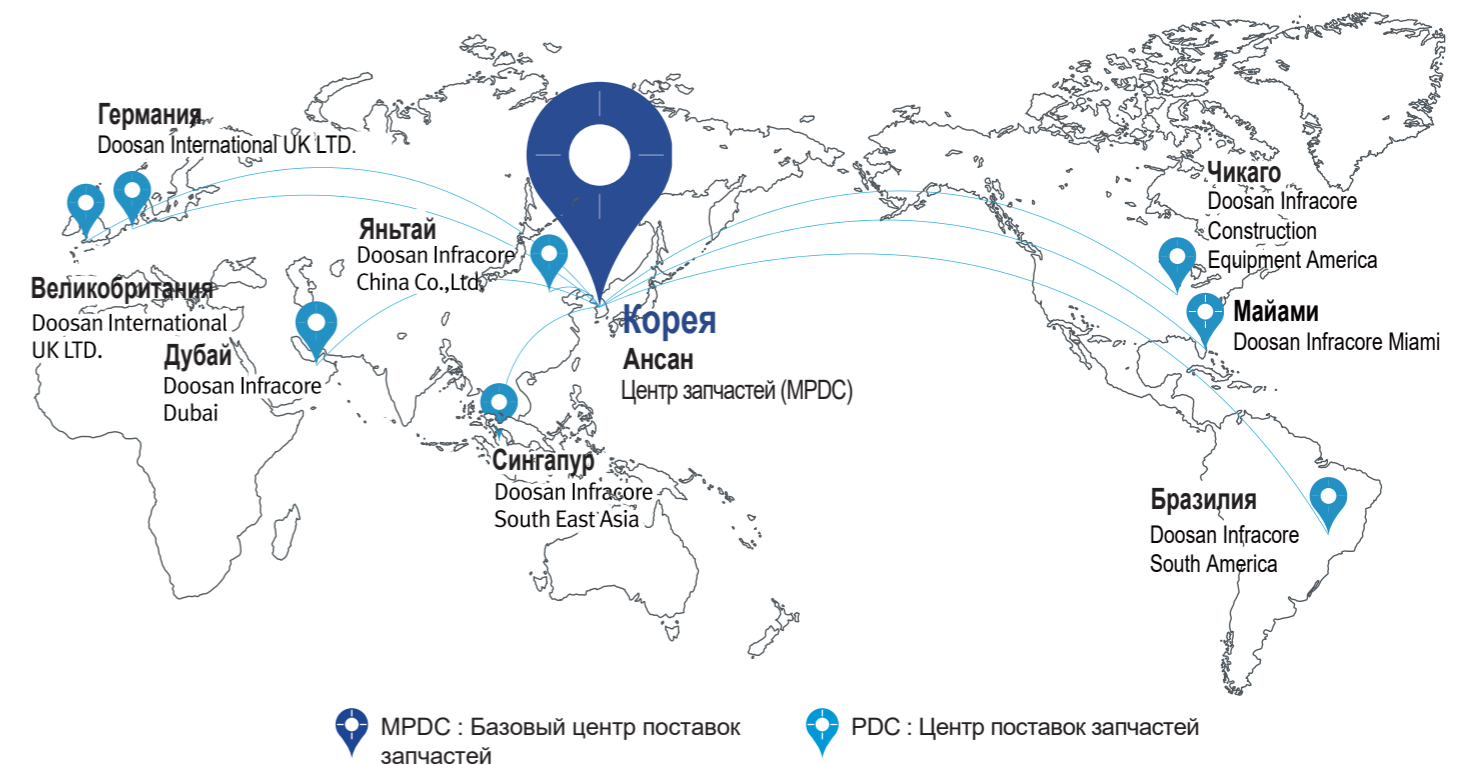 Германия
Doosan International UK LTD.
Великобритания
Doosan International
UK LTD.
Дубай
Doosan Infracore
Dubai
Яньтай
Doosan Infracore
China Co.,Ltd.
Корея
Ансан
Центр запчастей (MPDC)
Сингапур
Doosan Infracore
South East Asia
Чикаго
Doosan Infracore
Construction
Equipment America
Майами
Doosan Infracore Miami
Бразилия
Doosan Infracore
South America
MPDC : Базовый центр поставок
запчастей
PDC : Центр поставок запчастей